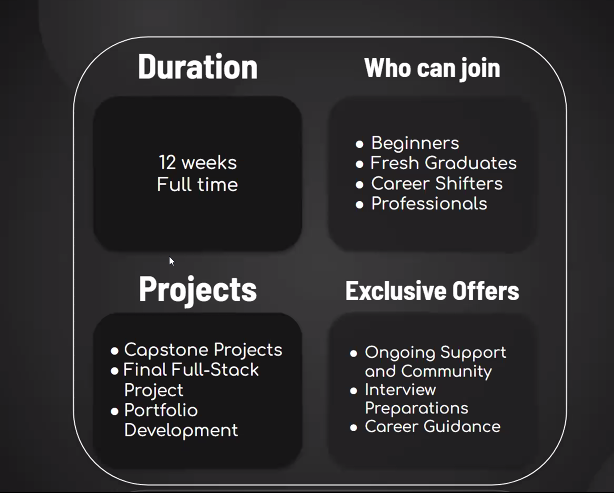 Duration
12 weeks
Full time
Who can join
● Beginners
● Fresh Graduates
● Career Shifters
● Professionals
Projects
● Capstone Projects
● Final Full-Stack
Project
● Portfolio
Development
Exclusive Offers
● Ongoing Support
and Community
● Interview
Preparations
● Career Guidance